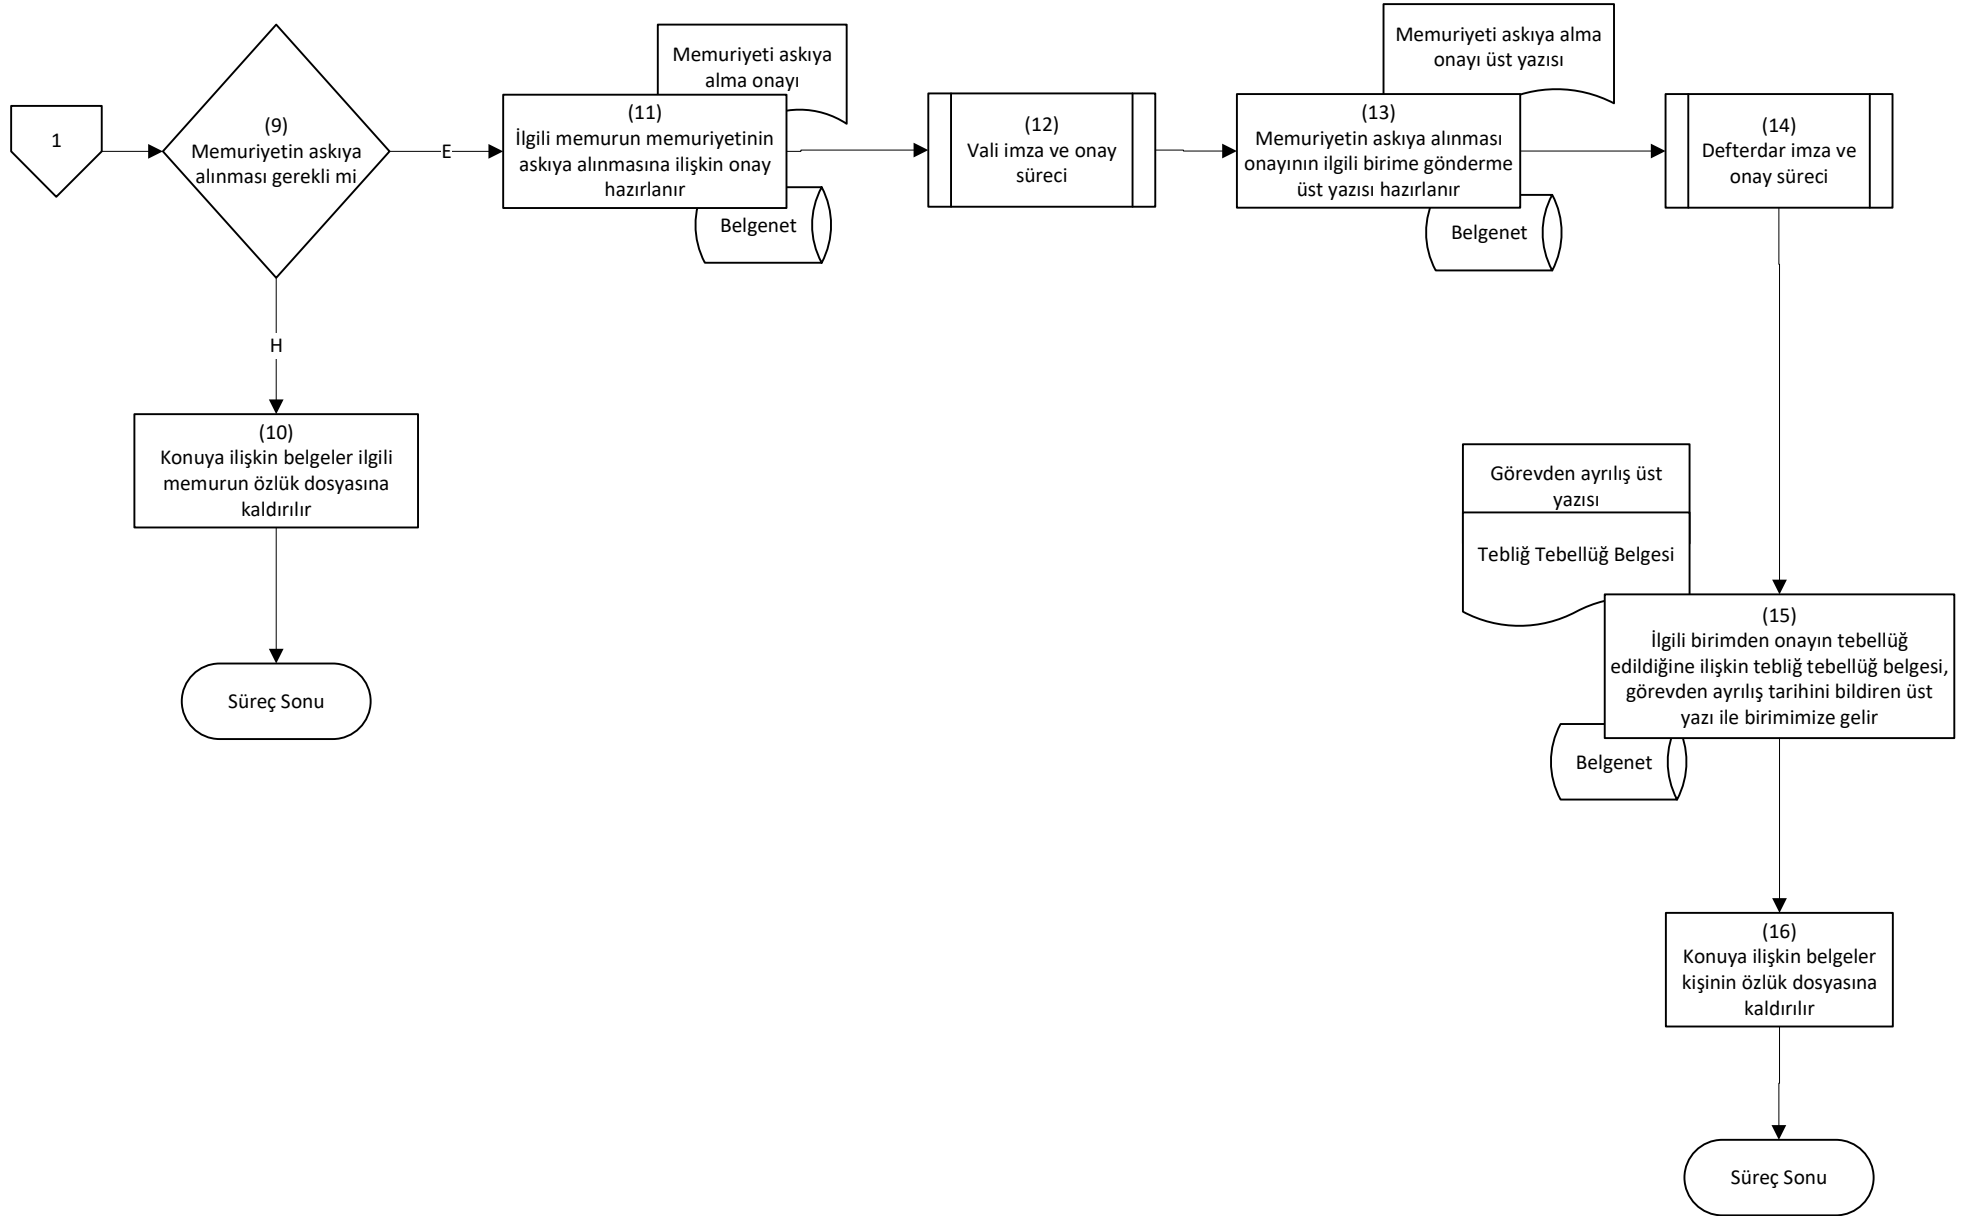 1
(9)
Memuriyetin askıya
alınması gerekli mi
E
Memuriyeti askıya
alma onayı
(11)
İlgili memurun memuriyetinin
askıya alınmasına ilişkin onay
hazırlanır
Belgenet
(12)
Vali imza ve onay
süreci
Memuriyeti askıya alma
onayı üst yazısı
(13)
Memuriyetin askıya alınması
onayının ilgili birime gönderme
üst yazısı hazırlanır
Belgenet
(14)
Defterdar imza ve
onay süreci
H
(10)
Konuya ilişkin belgeler ilgili
memurun özlük dosyasına
kaldırılır
Süreç Sonu
Görevden ayrılış üst
yazısı
Tebliğ Tebellüğ Belgesi
(15)
İlgili birimden onayın tebellüğ
edildiğine ilişkin tebliğ tebellüğ belgesi,
görevden ayrılış tarihini bildiren üst
yazı ile birimimize gelir
Belgenet
(16)
Konuya ilişkin belgeler
kişinin özlük dosyasına
kaldırılır
Süreç Sonu